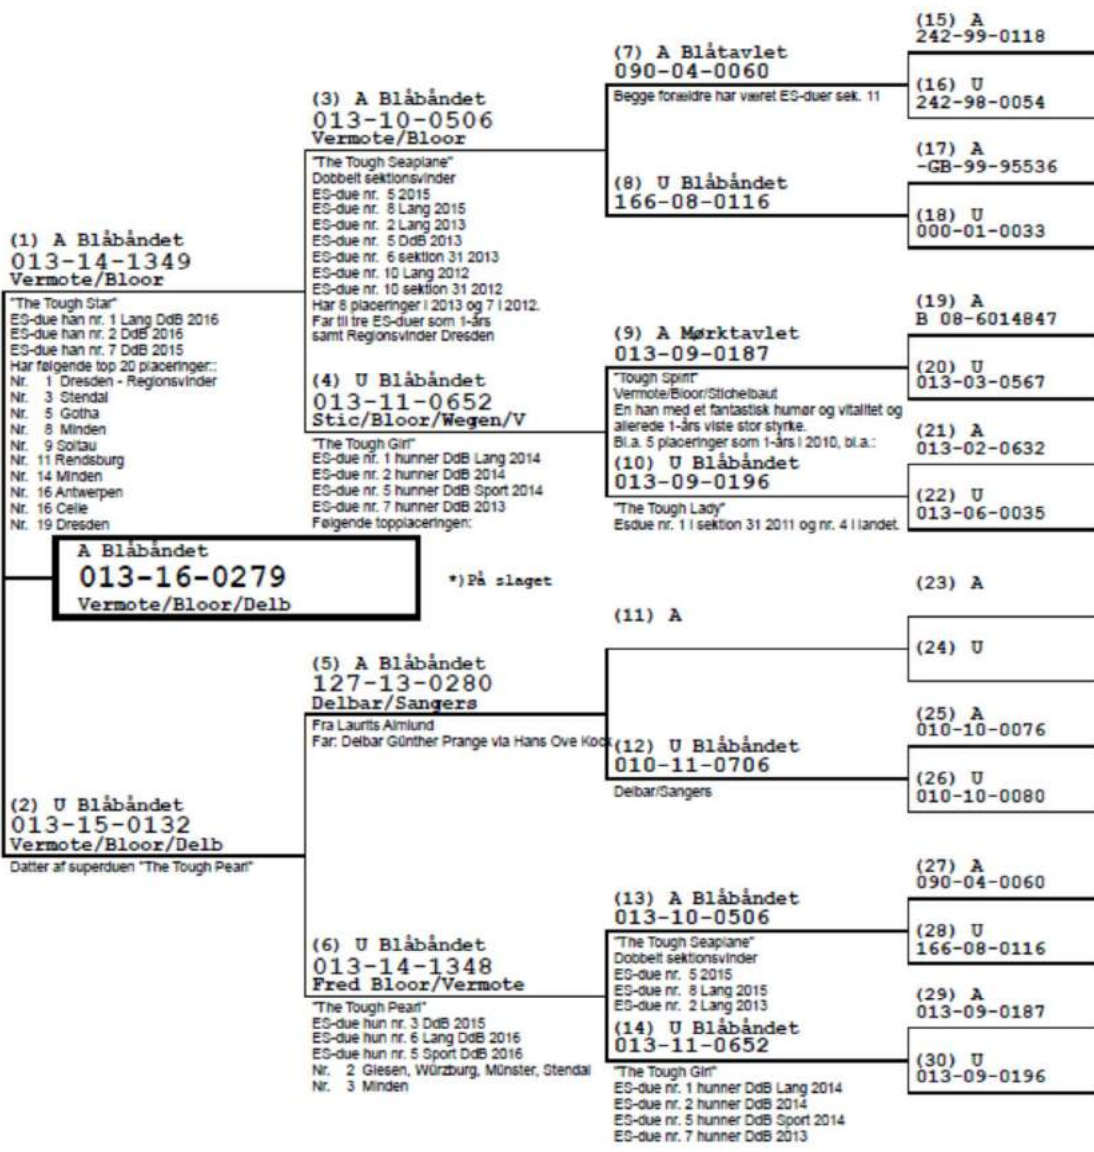 (1) A Blåbåndet
013-14-1349
Vermote/Bloor
"The Tough Star"
ES-due han nr. 1 Lang DdB 2016
ES-due han nr. 2 DdB 2016
ES-due han nr. 7 DdB 2015
Har følgende top 20 placeringer.:
Nr. 1 Dresden - Regionsvinder
Nr. 3 Stendal
Nr. 5 Gotha
Nr. 8 Minden
Nr. 9 Soltau
Nr. 11 Rendsburg
Nr. 14 Minden
Nr. 16 Antwerpen
Nr. 16 Celle
Nr. 19 Dresden
A Blåbåndet
013-16-0279
Vermote/Bloor/Delb
*)På slaget
(2) U Blåbåndet
013-15-0132
Vermote/Bloor/Delb
Datter af superduen "The Tough Pearl"
(3) A Blåbåndet
013-10-0506
Vermote/Bloor
"The Tough Seaplane"
Dobbelt sektionsvinder
ES-due nr. 5 2015
ES-due nr. 8 Lang 2015
ES-due nr. 2 Lang 2013
ES-due nr. 5 DdB 2013
ES-due nr. 6 sektion 31 2013
ES-due nr. 10 Lang 2012
ES-due nr. 10 sektion 31 2012
Har 8 placeringer i 2013 og 7 i 2012.
Far til tre ES-duer som 1-års
samt Regionsvinder Dresden
(4) U Blåbåndet
013-11-0652
Stic/Bloor/Wegen/V
"The Tough Girl"
ES-due nr. 1 hunner DdB Lang 2014
ES-due nr. 2 hunner DdB 2014
ES-due nr. 5 hunner DdB Sport 2014
ES-due nr. 7 hunner DdB 2013
Følgende topplaceringen:
(5) A Blåbåndet
127-13-0280
Delbar/Sangers
Fra Laurits Almlund
Far: Delbar Günther Prange via Hans Ove Kock
(6) U Blåbåndet
013-14-1348
Fred Bloor/Vermote
"The Tough Pearl"
ES-due hun nr. 3 DdB 2015
ES-due hun nr. 6 Lang DdB 2016
ES-due hun nr. 5 Sport DdB 2016
Nr. 2 Giesen, Würzburg, Münster, Stendal
Nr. 3 Minden
(7) A Blåtavlet
090-04-0060
Begge forældre har været ES-duer sek. 11
(8) U Blåbåndet
166-08-0116
(9) A Mørktavlet
013-09-0187
"Tough Spirit"
Vermote/Bloor/Stichelbaut
En han med et fantastisk humør og vitalitet og
allerede 1-års viste stor styrke.
Bl.a. 5 placeringer som 1-års i 2010, bl.a.:
(10) U Blåbåndet
013-09-0196
"The Tough Lady"
Esdue nr. 1 i sektion 31 2011 og nr. 4 i landet.
(11) A
(12) U Blåbåndet
010-11-0706
Delbar/Sangers
(13) A Blåbåndet
013-10-0506
"The Tough Seaplane"
Dobbelt sektionsvinder
ES-due nr. 5 2015
ES-due nr. 8 Lang 2015
ES-due nr. 2 Lang 2013
(14) U Blåbåndet
013-11-0652
"The Tough Girl"
ES-due nr. 1 hunner DdB Lang 2014
ES-due nr. 2 hunner DdB 2014
ES-due nr. 5 hunner DdB Sport 2014
ES-due nr. 7 hunner DdB 2013
(15) A
242-99-0118
(16) U
242-98-0054
(17) A
-GB-99-95536
(18) U
000-01-0033
(19) A
B 08-6014847
(20) U
013-03-0567
(21) A
013-02-0632
(22) U
013-06-0035
(23) A
(24) U
(25) A
010-10-0076
(26) U
010-10-0080
(27) A
090-04-0060
(28) U
166-08-0116
(29) A
013-09-0187
(30) U
013-09-0196